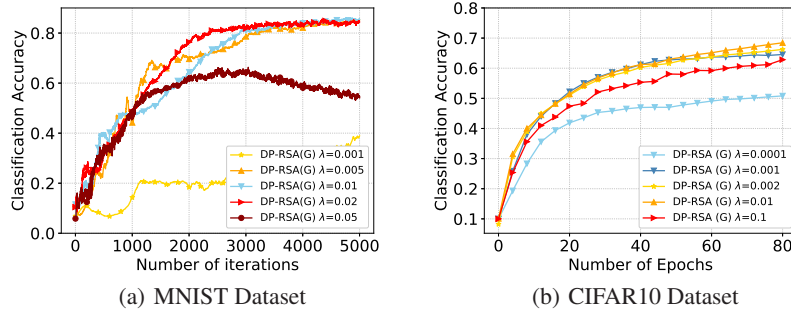 Classification Accuracy
0.8
0.6
0.4
0.2
0.0
DP-RSA(G) λ=0.001
DP-RSA(G) λ=0.005
DP-RSA(G) λ=0.01
DP-RSA(G) λ=0.02
DP-RSA(G) λ=0.05
0 1000 2000 3000 4000 5000
Number of iterations
(a) MNIST Dataset
Classification Accuracy
0.8
0.7
0.6
0.5
0.4
0.3
0.2
0.1
DP-RSA (G) λ=0.0001
DP-RSA (G) λ=0.001
DP-RSA (G) λ=0.002
DP-RSA (G) λ=0.01
DP-RSA (G) λ=0.1
0 20 40 60 80
Number of Epochs
(b) CIFAR10 Dataset